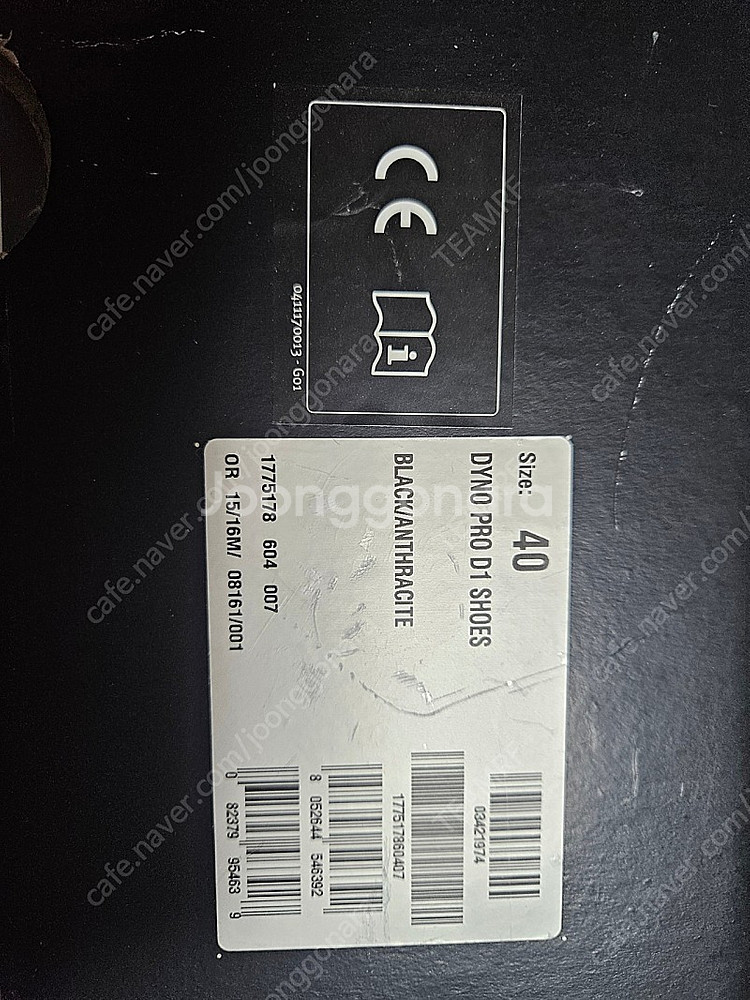 CE
i
0411170013 - G01
Size: 40
DYNO PRO D1 SHOES
BLACK/ANTHRACITE
1775178 604 007
OR 15/16M/ 08161/001
03421974
177517860407
8 052644 546392
0 82379 95463 9
joonggonara
cafe.naver.com/joonggonara
TEAMRF